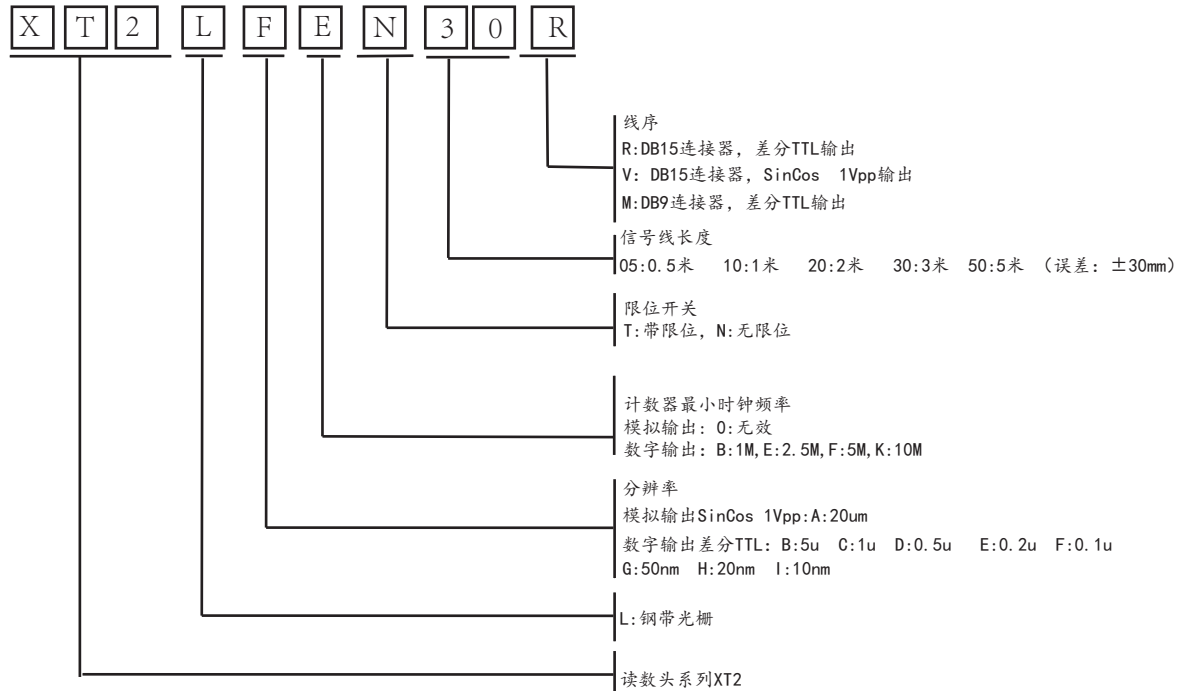 XT2 L F E N 30 R
线序
R:DB15连接器，差分TTL输出
V: DB15连接器，SinCos 1Vpp输出
M:DB9连接器，差分TTL输出
信号线长度
05:0.5米 10:1米 20:2米 30:3米 50:5米 （误差：±30mm）
限位开关
T:带限位，N:无限位
计数器最小时钟频率
模拟输出：0:无效
数字输出：B:1M,E:2.5M,F:5M,K:10M
分辨率
模拟输出SinCos 1Vpp:A:20um
数字输出差分TTL：B:5u C:1u D:0.5u E:0.2u F:0.1u
G:50nm H:20nm I:10nm
L:钢带光栅
读数头系列XT2